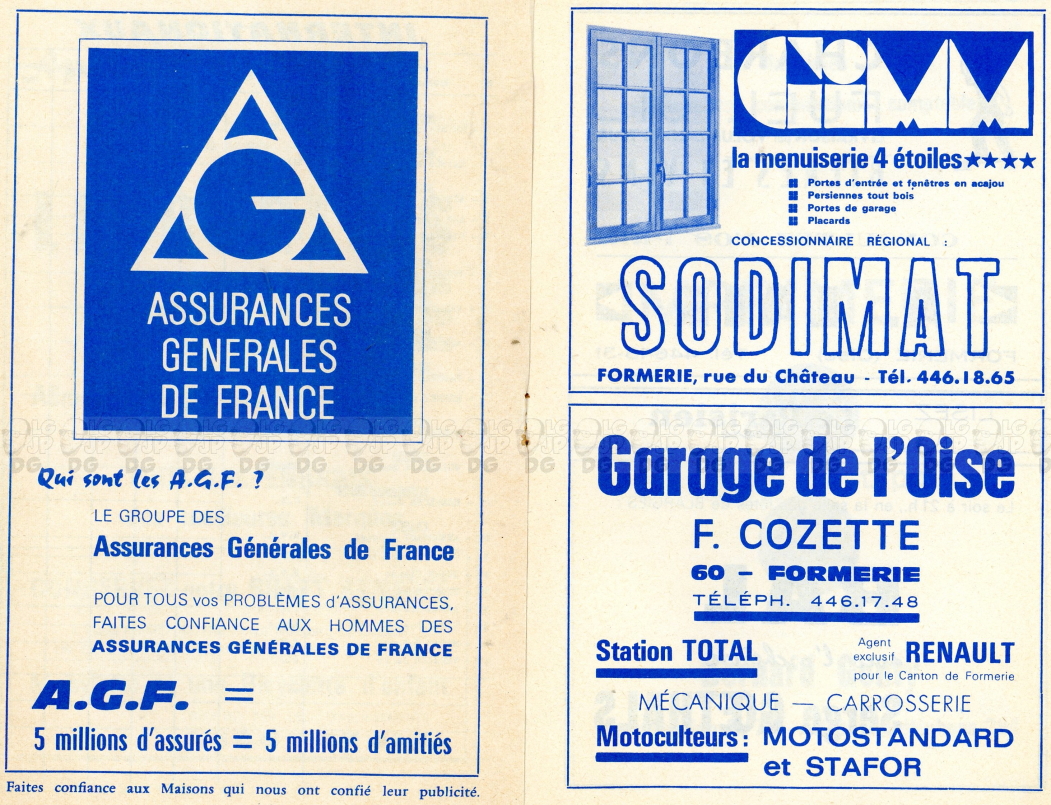 ASSURANCES
GENERALES
DE FRANCE
Qui sont les A.G.F. ?
LE GROUPE DES
Assurances Générales de France
POUR TOUS vos PROBLÈMES d'ASSURANCES,
FAITES CONFIANCE AUX HOMMES DES
ASSURANCES GÉNÉRALES DE FRANCE
A.G.F. =
5 millions d'assurés = 5 millions d'amitiés
Faites confiance aux Maisons qui nous ont confié leur publicité.
GIMM
la menuiserie 4 étoiles ★★★★
Portes d'entrée et fenêtres en acajou
Persiennes tout bois
Portes de garage
Placards
CONCESSIONNAIRE RÉGIONAL :
SODIMAT
FORMERIE, rue du Château - Tél. 446.18.65
Garage de l'Oise
F. COZETTE
60 - FORMERIE
TÉLÉPH. 446.17.48
Station TOTAL
Agent exclusif RENAULT
pour le Canton de Formerie
MÉCANIQUE — CARROSSERIE
Motoculteurs : MOTOSTANDARD
et STAFOR